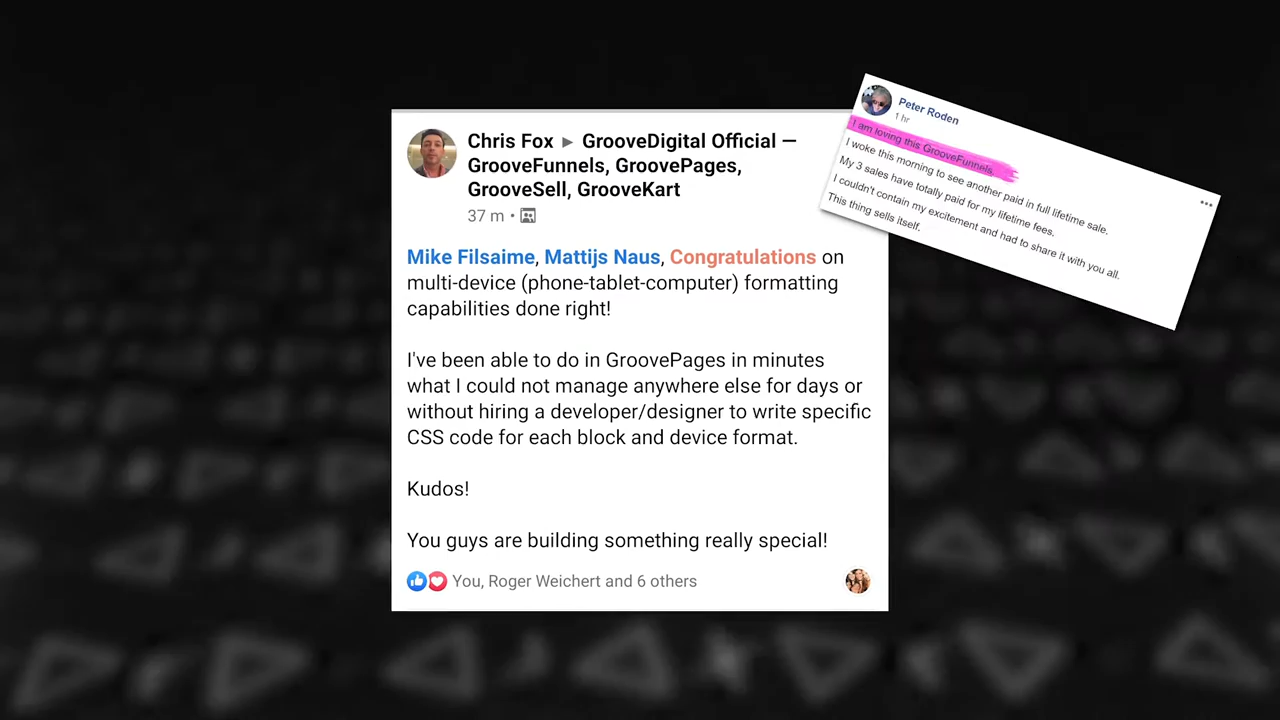 Chris Fox ▸ GrooveDigital Official —
GrooveFunnels, GroovePages,
GrooveSell, GrooveKart
37 m •
Mike Filsaime, Mattijs Naus, Congratulations on
multi-device (phone-tablet-computer) formatting
capabilities done right!
I've been able to do in GroovePages in minutes
what I could not manage anywhere else for days or
without hiring a developer/designer to write specific
CSS code for each block and device format.
Kudos!
You guys are building something really special!
You, Roger Weichert and 6 others
Peter Roden
1 hr
I am loving this GrooveFunnels.
I woke this morning to see another paid in full lifetime sale.
My 3 sales have totally paid for my lifetime fees.
I couldn't contain my excitement and had to share it with you all.
This thing sells itself.